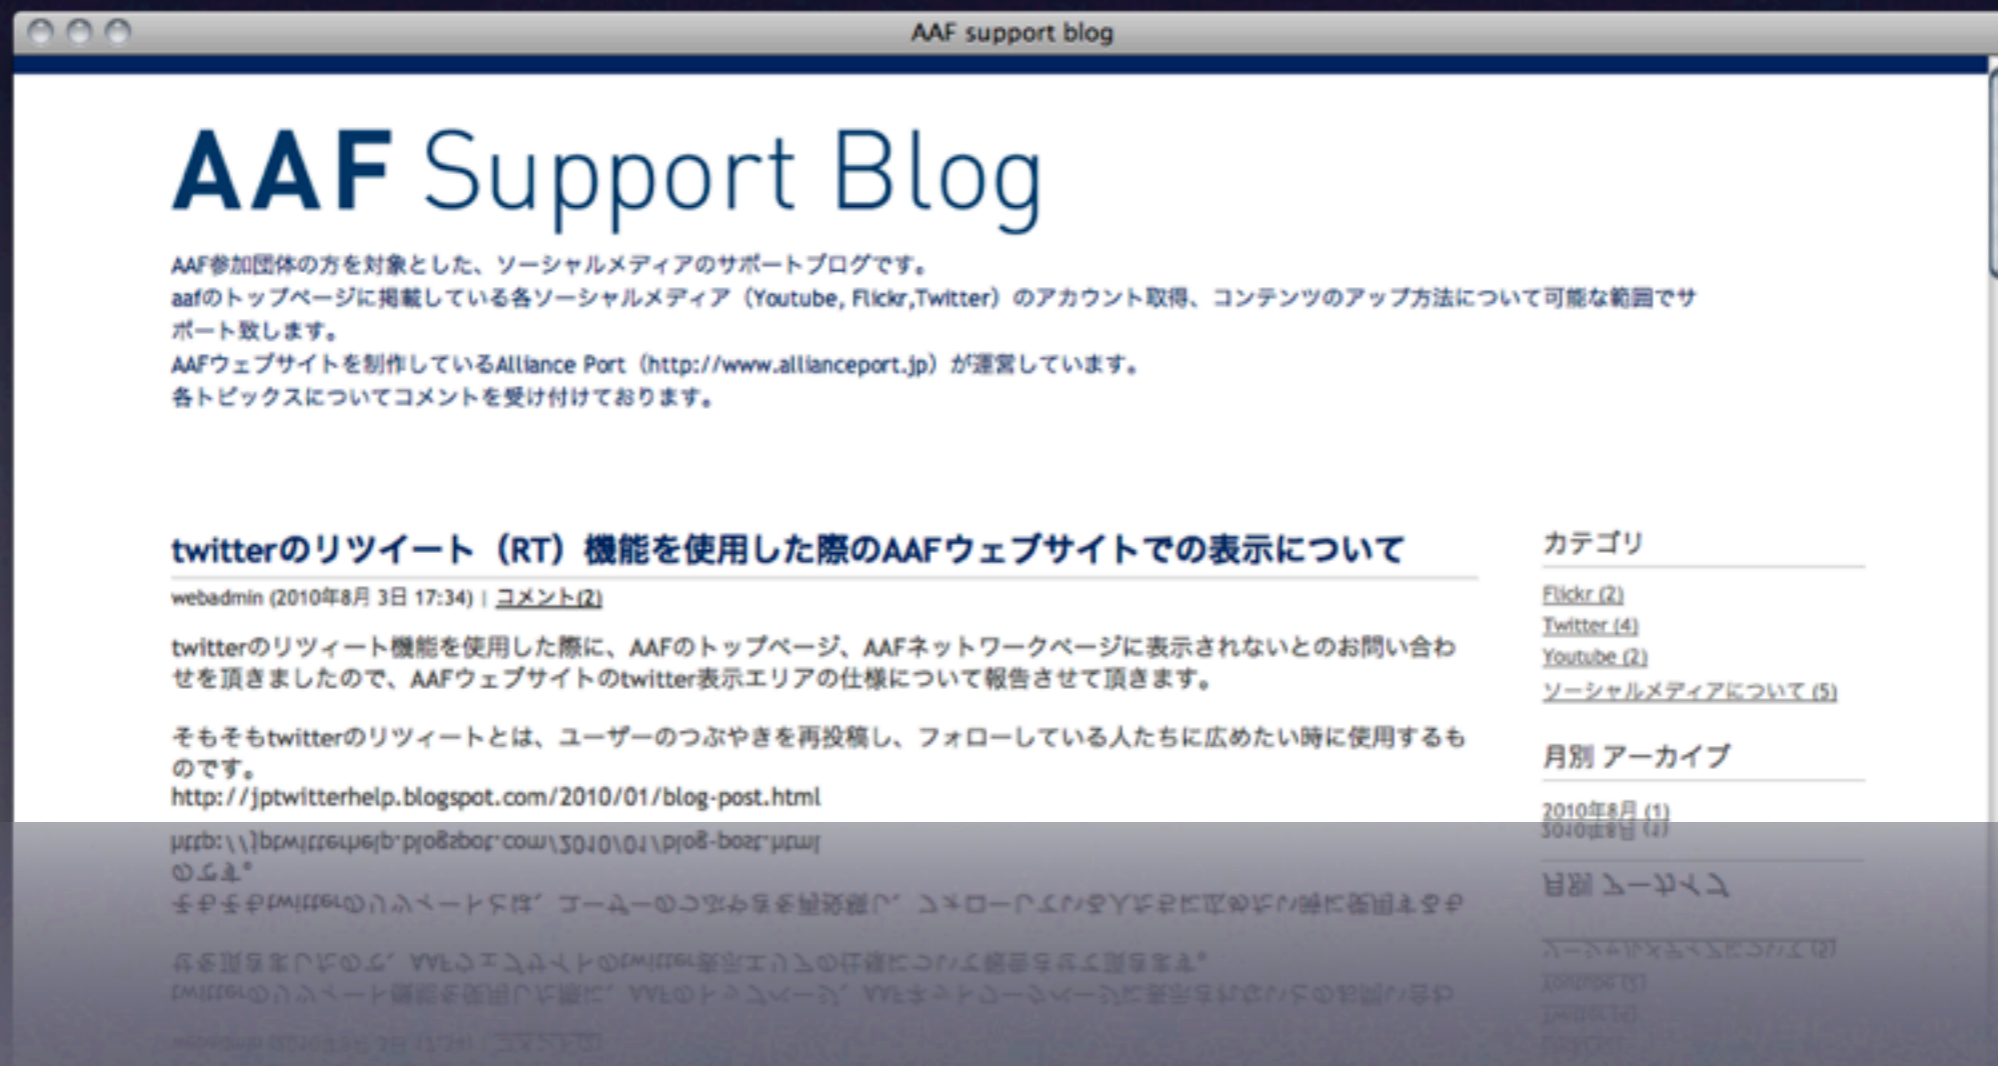 AAF support blog
AAF Support Blog
AAF参加団体の方を対象とした、ソーシャルメディアのサポートブログです。
aafのトップページに掲載している各ソーシャルメディア（Youtube, Flickr,Twitter）のアカウント取得、コンテンツのアップ方法について可能な範囲でサ
ポート致します。
AAFウェブサイトを制作しているAlliance Port（http://www.allianceport.jp）が運営しています。
各トピックスについてコメントを受け付けております。
twitterのリツイート（RT）機能を使用した際のAAFウェブサイトでの表示について
webadmin (2010年8月 3日 17:34) | コメント(2)
twitterのリツィート機能を使用した際に、AAFのトップページ、AAFネットワークページに表示されないとのお問い合わ
せを頂きましたので、AAFウェブサイトのtwitter表示エリアの仕様について報告させて頂きます。
そもそもtwitterのリツィートとは、ユーザーのつぶやきを再投稿し、フォローしている人たちに広めたい時に使用するも
のです。
http://jptwitterhelp.blogspot.com/2010/01/blog-post.html
カテゴリ
Flickr (2)
Twitter (4)
Youtube (2)
ソーシャルメディアについて (5)
月別 アーカイブ
2010年8月 (1)